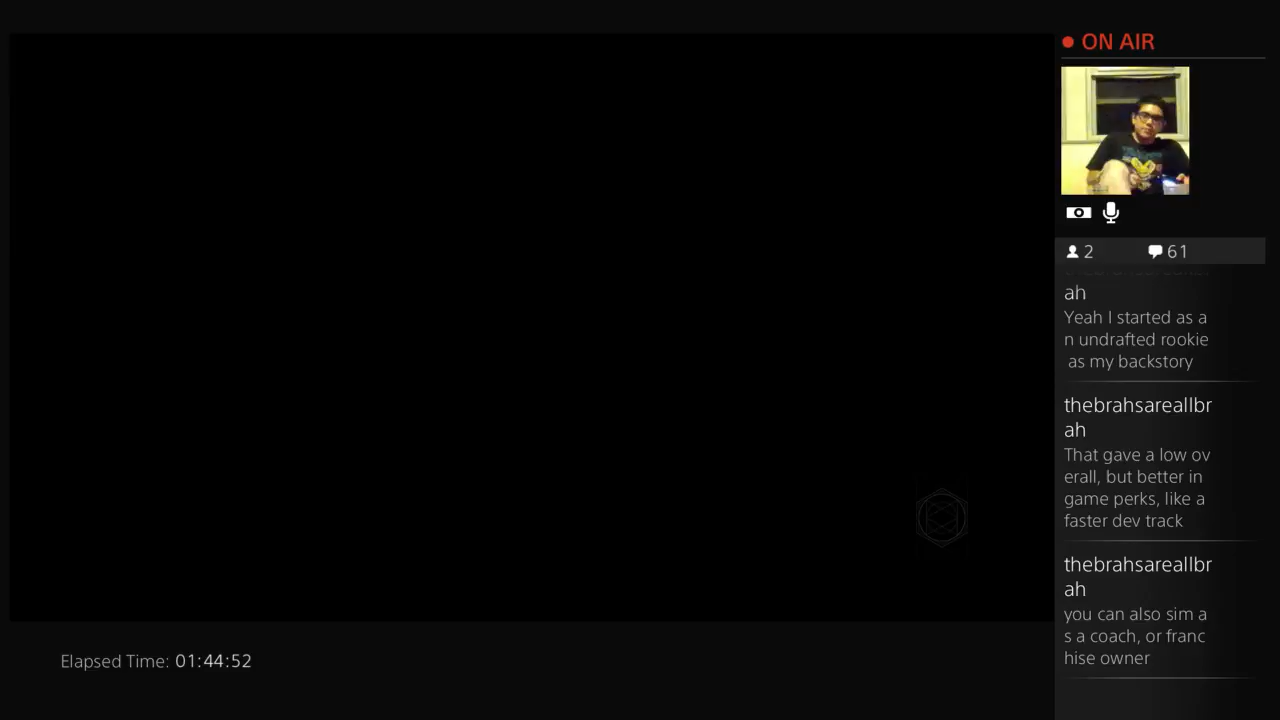 ON AIR
2 61
ah
Yeah I started as a
n undrafted rookie
as my backstory
thebrahsareallbr
ah
That gave a low ov
erall, but better in
game perks, like a
faster dev track
thebrahsareallbr
ah
you can also sim a
s a coach, or franc
hise owner
Elapsed Time: 01:44:52